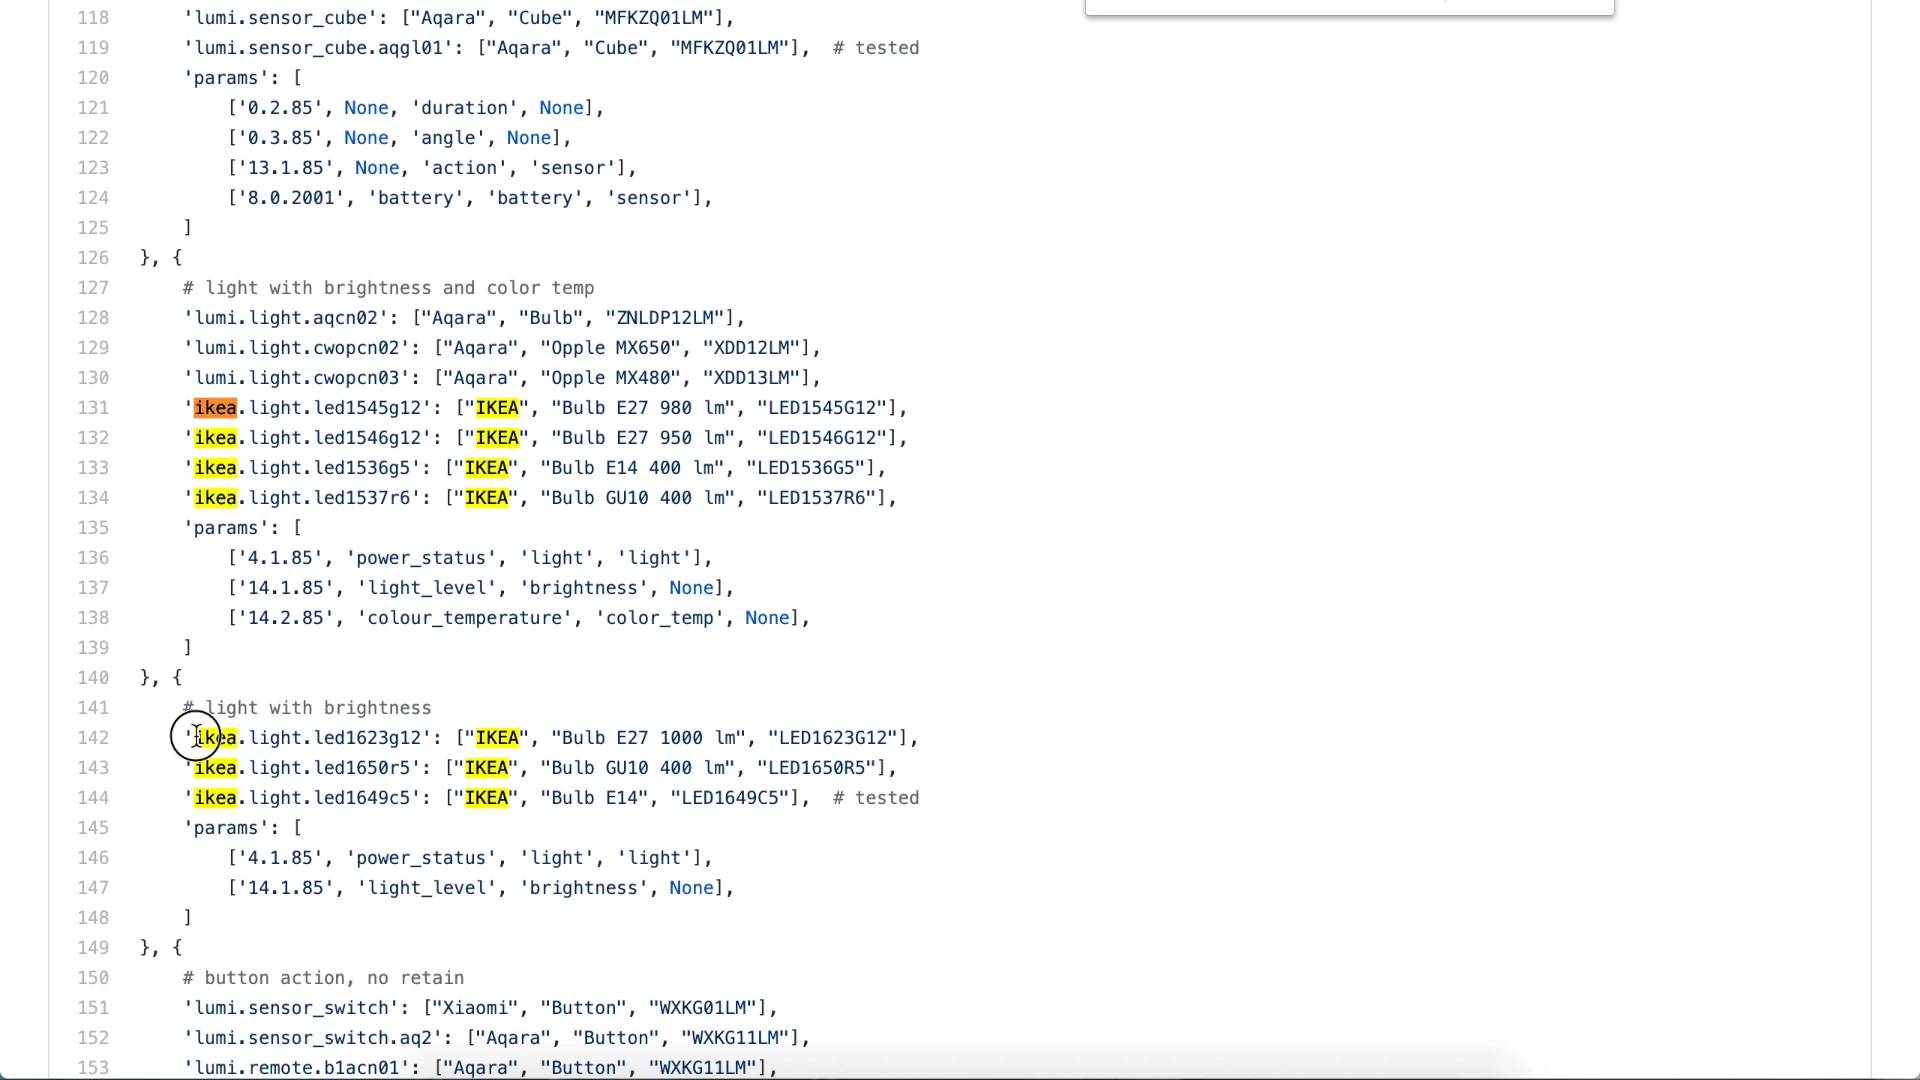 118 'lumi.sensor_cube': ["Aqara", "Cube", "MFKZQ01LM"],
119 'lumi.sensor_cube.aqgl01': ["Aqara", "Cube", "MFKZQ01LM"],  # tested
120 'params': [
121 ['0.2.85', None, 'duration', None],
122 ['0.3.85', None, 'angle', None],
123 ['13.1.85', None, 'action', 'sensor'],
124 ['8.0.2001', 'battery', 'battery', 'sensor'],
125 ]
126 }, {
127 # light with brightness and color temp
128 'lumi.light.aqcn02': ["Aqara", "Bulb", "ZNLDP12LM"],
129 'lumi.light.cwopcn02': ["Aqara", "Opple MX650", "XDD12LM"],
130 'lumi.light.cwopcn03': ["Aqara", "Opple MX480", "XDD13LM"],
131 'ikea.light.led1545g12': ["IKEA", "Bulb E27 980 lm", "LED1545G12"],
132 'ikea.light.led1546g12': ["IKEA", "Bulb E27 950 lm", "LED1546G12"],
133 'ikea.light.led1536g5': ["IKEA", "Bulb E14 400 lm", "LED1536G5"],
134 'ikea.light.led1537r6': ["IKEA", "Bulb GU10 400 lm", "LED1537R6"],
135 'params': [
136 ['4.1.85', 'power_status', 'light', 'light'],
137 ['14.1.85', 'light_level', 'brightness', None],
138 ['14.2.85', 'colour_temperature', 'color_temp', None],
139 ]
140 }, {
141 # light with brightness
142 'ikea.light.led1623g12': ["IKEA", "Bulb E27 1000 lm", "LED1623G12"],
143 'ikea.light.led1650r5': ["IKEA", "Bulb GU10 400 lm", "LED1650R5"],
144 'ikea.light.led1649c5': ["IKEA", "Bulb E14", "LED1649C5"],  # tested
145 'params': [
146 ['4.1.85', 'power_status', 'light', 'light'],
147 ['14.1.85', 'light_level', 'brightness', None],
148 ]
149 }, {
150 # button action, no retain
151 'lumi.sensor_switch': ["Xiaomi", "Button", "WXKG01LM"],
152 'lumi.sensor_switch.aq2': ["Aqara", "Button", "WXKG11LM"],
153 'lumi.remote.b1acn01': ["Aqara", "Button", "WXKG11LM"],